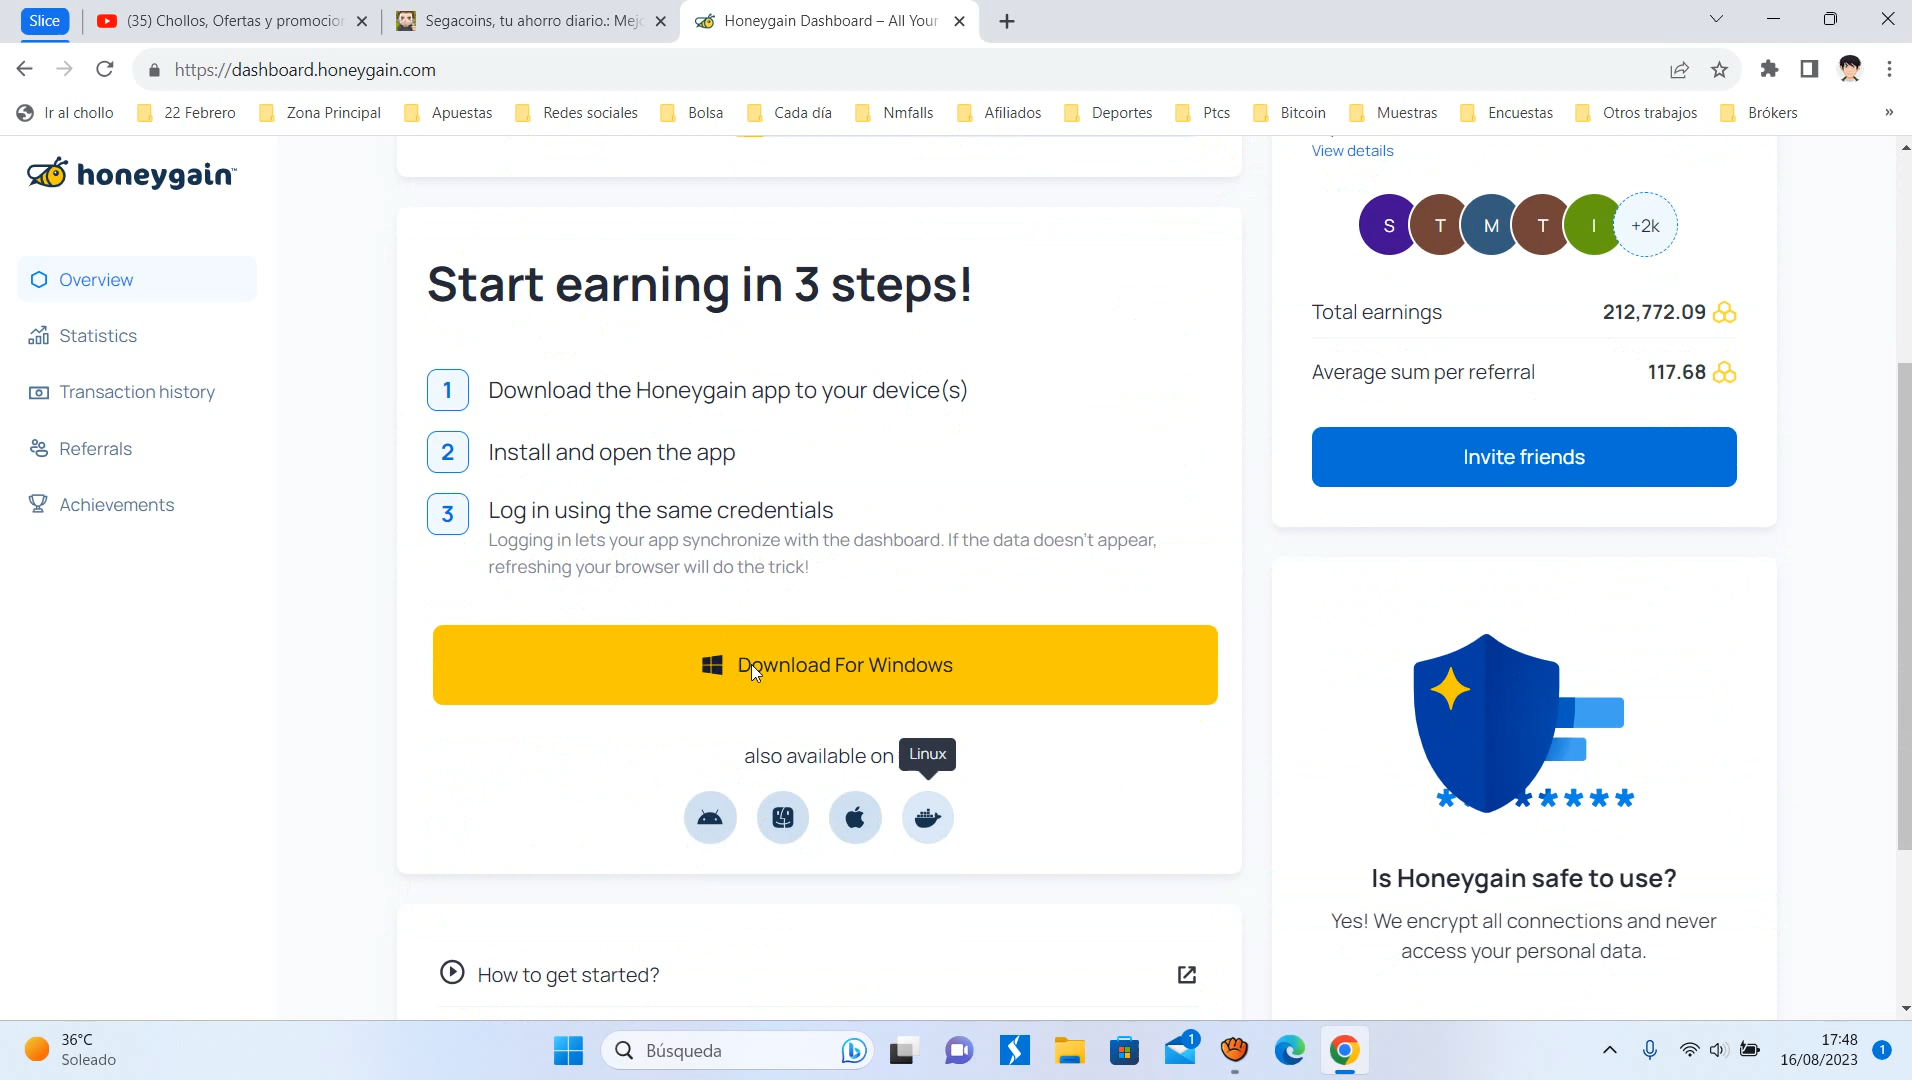 Slice
(35) Chollos, Ofertas y promocion
Segacoins, tu ahorro diario.: Mejo
Honeygain Dashboard – All Your
https://dashboard.honeygain.com
Ir al chollo
22 Febrero
Zona Principal
Apuestas
Redes sociales
Bolsa
Cada día
Nmfalls
Afiliados
Deportes
Ptcs
Bitcoin
Muestras
Encuestas
Otros trabajos
Brókers
»
honeygain™
Overview
Statistics
Transaction history
Referrals
Achievements
Start earning in 3 steps!
1 Download the Honeygain app to your device(s)
2 Install and open the app
3 Log in using the same credentials
Logging in lets your app synchronize with the dashboard. If the data doesn't appear,
refreshing your browser will do the trick!
Download For Windows
also available on
Linux
How to get started?
View details
S T M T I +2k
Total earnings 212,772.09
Average sum per referral 117.68
Invite friends
Is Honeygain safe to use?
Yes! We encrypt all connections and never
access your personal data.
36°C
Soleado
Búsqueda
1
17:48
16/08/2023
1